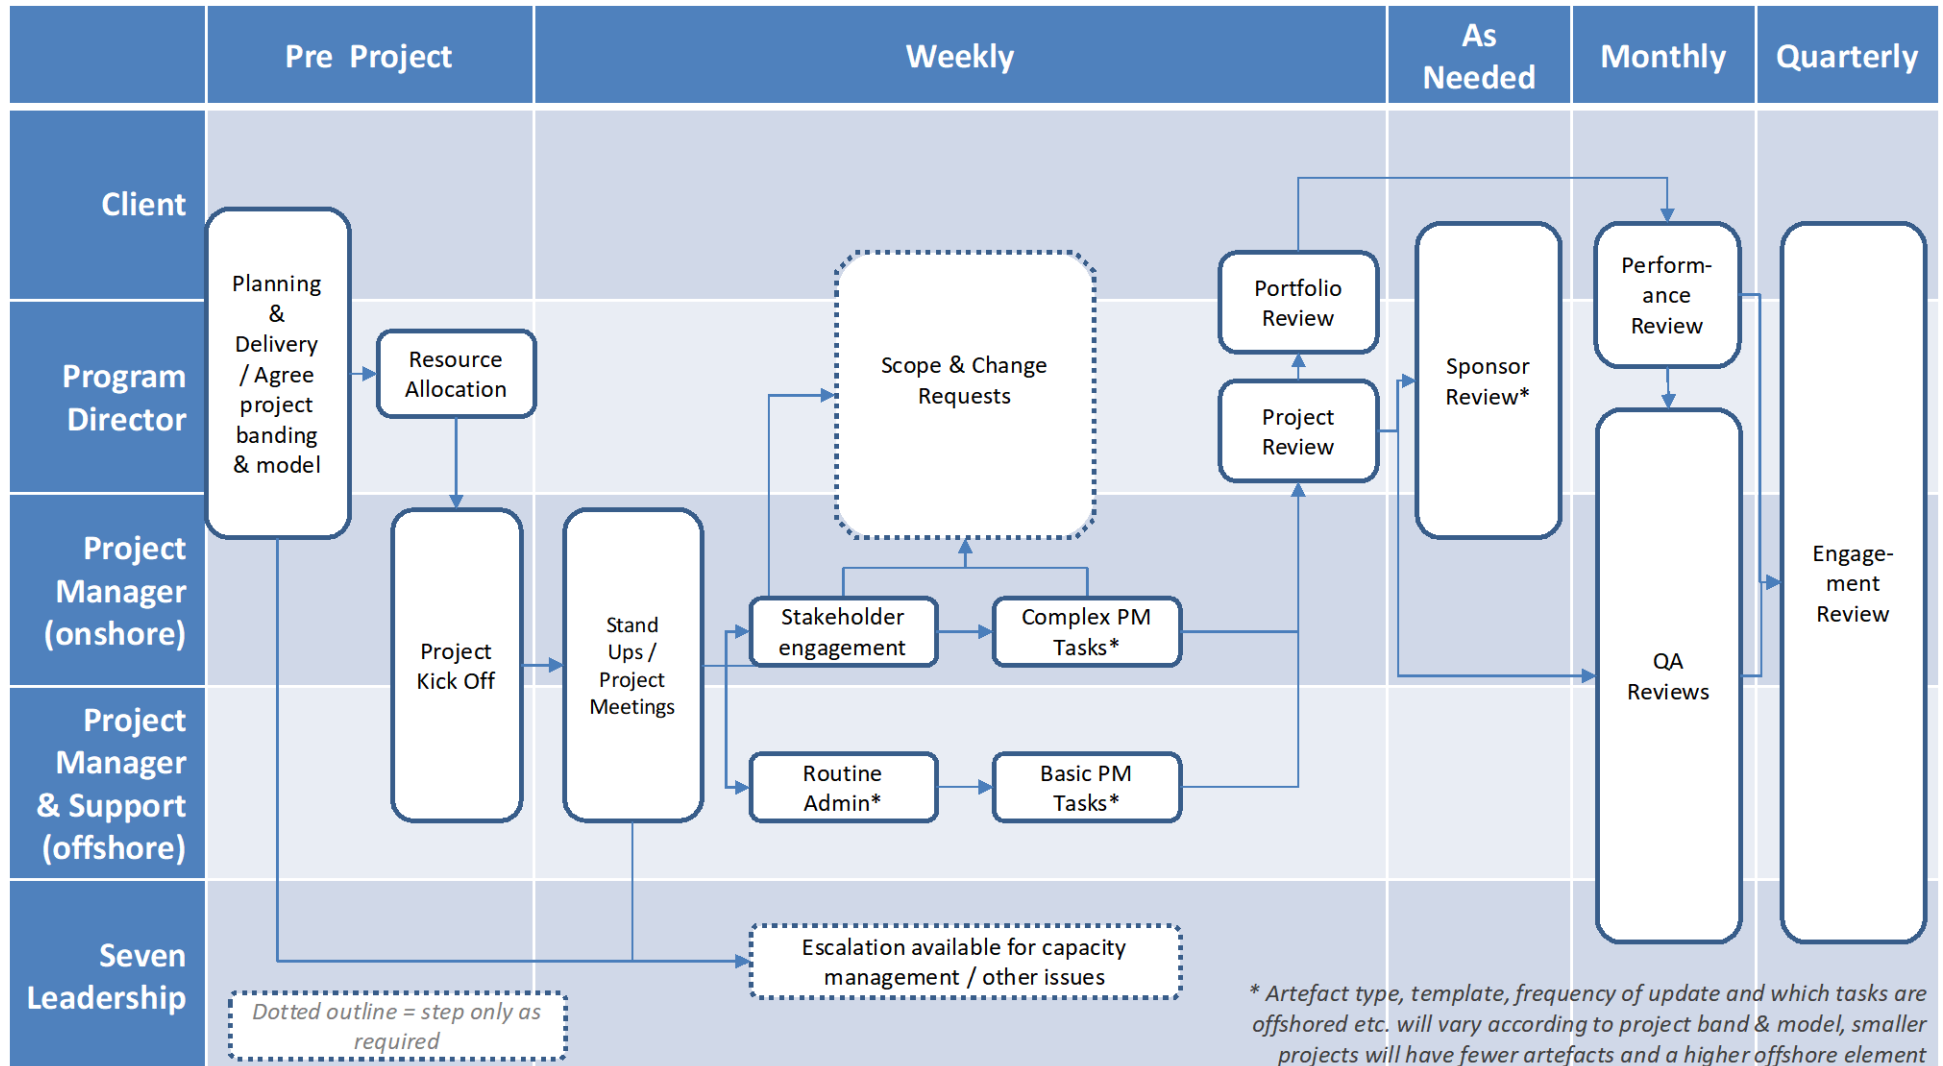 Pre Project
Weekly
As
Needed
Monthly
Quarterly
Client
Program
Director
Project
Manager
(onshore)
Project
Manager
& Support
(offshore)
Seven
Leadership
Planning
&
Delivery
/ Agree
project
banding
& model
Resource
Allocation
Project
Kick Off
Stand
Ups /
Project
Meetings
Scope & Change
Requests
Stakeholder
engagement
Complex PM
Tasks*
Routine
Admin*
Basic PM
Tasks*
Escalation available for capacity
management / other issues
Portfolio
Review
Project
Review
Sponsor
Review*
Perform-
ance
Review
QA
Reviews
Engage-
ment
Review
Dotted outline = step only as
required
* Artefact type, template, frequency of update and which tasks are
offshored etc. will vary according to project band & model, smaller
projects will have fewer artefacts and a higher offshore element